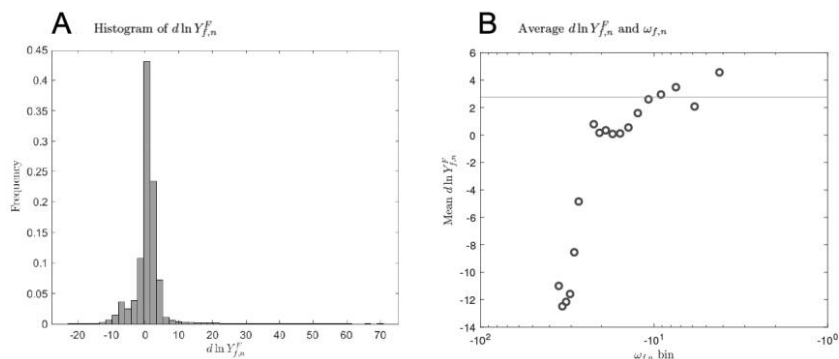 A Histogram of d ln Y^F_{f,n}
0.45
0.4
0.35
0.3
0.25
0.2
0.15
0.1
0.05
0
Frequency
-20 -10 0 10 20 30 40 50 60 70
d ln Y^F_{f,n}
B Average d ln Y^F_{f,n} and ω_{f,n}
6
4
2
0
-2
-4
-6
-8
-10
-12
-14
Mean d ln Y^F_{f,n}
-10^2 -10^1 -10^0
ω_{f,n} bin